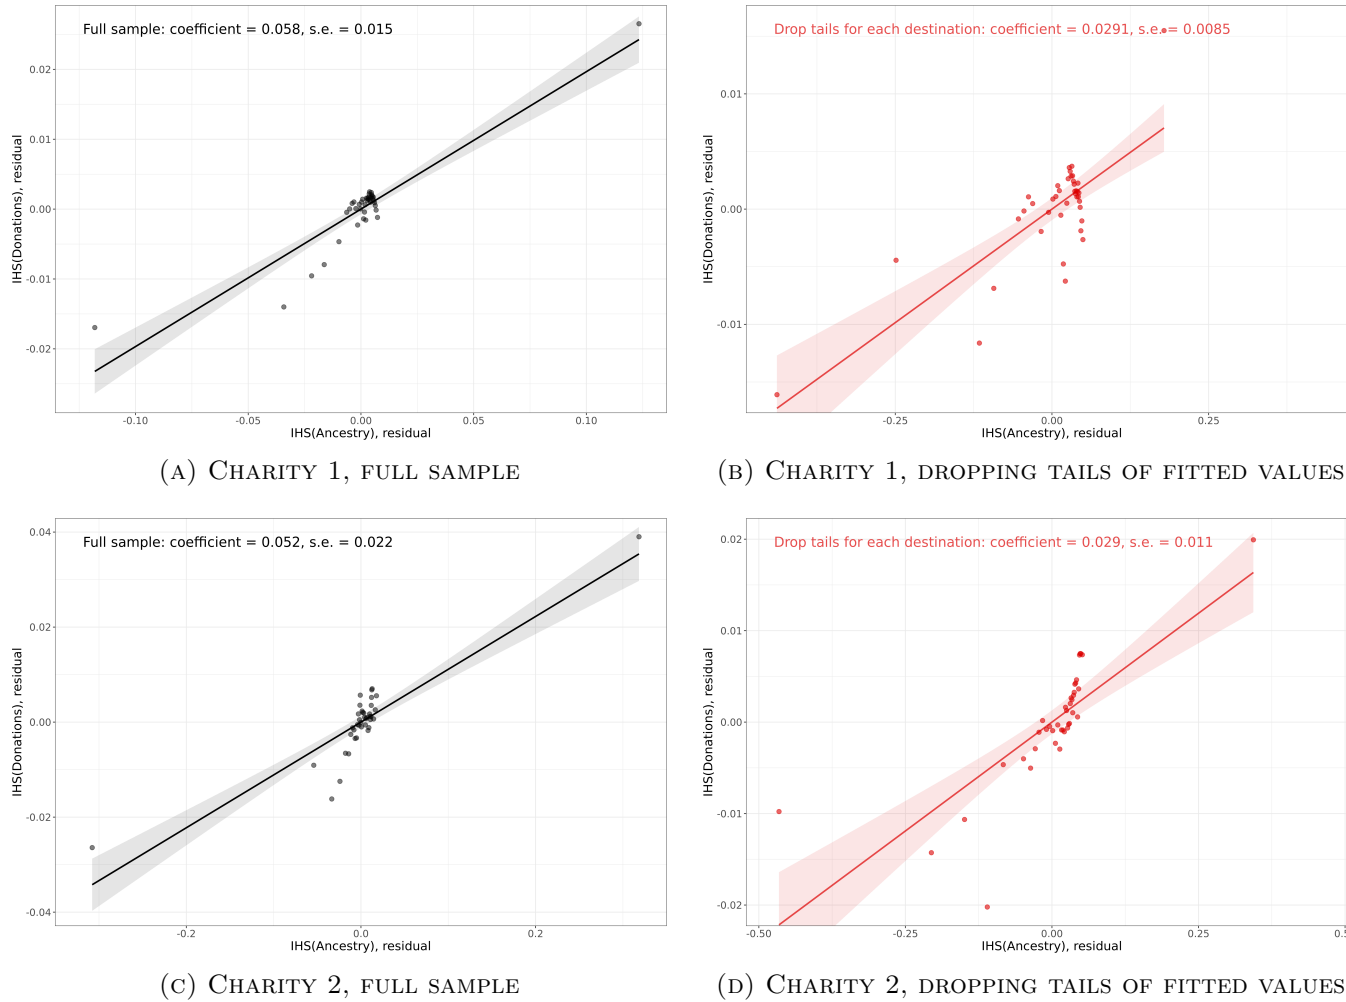 Full sample: coefficient = 0.058, s.e. = 0.015
IHS(Donations), residual
0.02
0.01
0.00
-0.01
-0.02
-0.10
-0.05
0.00
0.05
0.10
IHS(Ancestry), residual
(A) Charity 1, full sample
Drop tails for each destination: coefficient = 0.0291, s.e. = 0.0085
IHS(Donations), residual
0.01
0.00
-0.01
-0.25
0.00
0.25
IHS(Ancestry), residual
(B) Charity 1, dropping tails of fitted values
Full sample: coefficient = 0.052, s.e. = 0.022
IHS(Donations), residual
0.04
0.02
0.00
-0.02
-0.04
-0.2
0.0
0.2
IHS(Ancestry), residual
(C) Charity 2, full sample
Drop tails for each destination: coefficient = 0.029, s.e. = 0.011
IHS(Donations), residual
0.02
0.01
0.00
-0.01
-0.02
-0.50
-0.25
0.00
0.25
IHS(Ancestry), residual
(D) Charity 2, dropping tails of fitted values